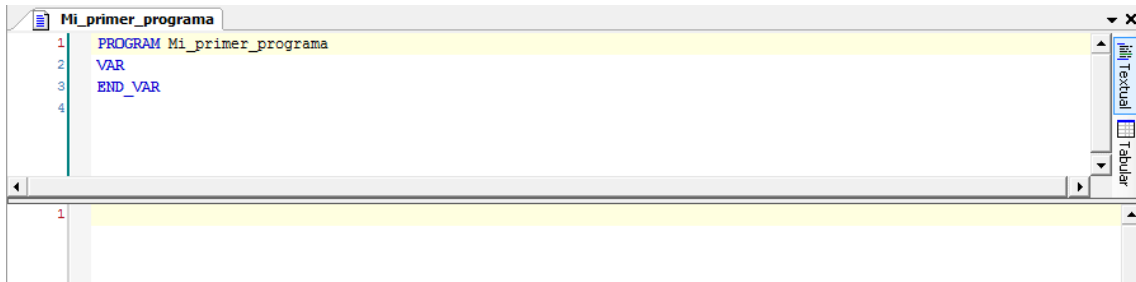 Mi_primer_programa
1 PROGRAM Mi_primer_programa
2 VAR
3 END_VAR
4
Textual
Tabular
1